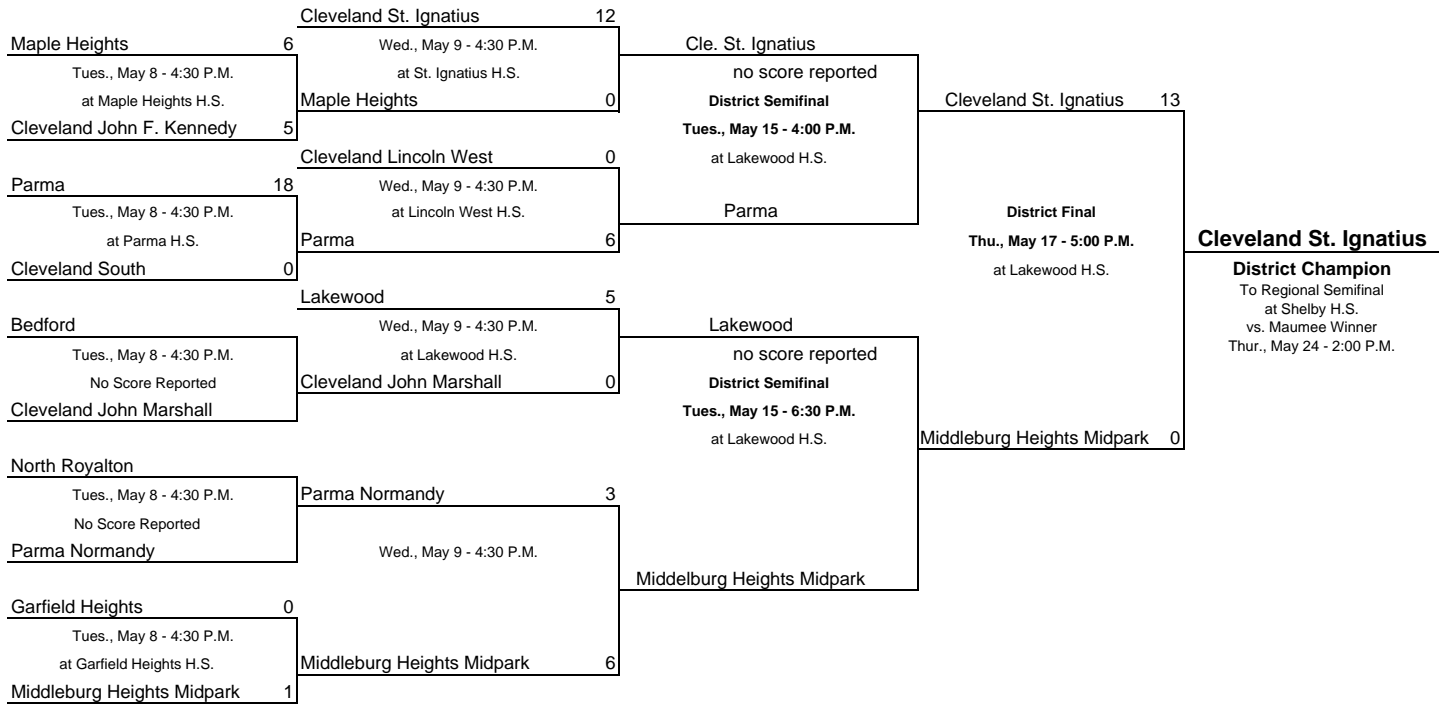 Cleveland St. Ignatius 12
Maple Heights 6
Wed., May 9 - 4:30 P.M.
Cle. St. Ignatius
Tues., May 8 - 4:30 P.M.
at St. Ignatius H.S.
no score reported
at Maple Heights H.S.
Maple Heights 0
District Semifinal
Cleveland St. Ignatius 13
Cleveland John F. Kennedy 5
Tues., May 15 - 4:00 P.M.
Cleveland Lincoln West 0
at Lakewood H.S.
Parma 18
Wed., May 9 - 4:30 P.M.
Tues., May 8 - 4:30 P.M.
at Lincoln West H.S.
Parma
District Final
at Parma H.S.
Parma 6
Thu., May 17 - 5:00 P.M.
Cleveland St. Ignatius
Cleveland South 0
at Lakewood H.S.
District Champion
To Regional Semifinal
Lakewood 5
at Shelby H.S.
Bedford
Wed., May 9 - 4:30 P.M.
Lakewood
vs. Maumee Winner
Tues., May 8 - 4:30 P.M.
at Lakewood H.S.
no score reported
Thur., May 24 - 2:00 P.M.
No Score Reported
Cleveland John Marshall 0
District Semifinal
Cleveland John Marshall
Tues., May 15 - 6:30 P.M.
at Lakewood H.S.
Middleburg Heights Midpark 0
North Royalton
Tues., May 8 - 4:30 P.M.
Parma Normandy 3
No Score Reported
Parma Normandy
Wed., May 9 - 4:30 P.M.
Middelburg Heights Midpark
Garfield Heights 0
Tues., May 8 - 4:30 P.M.
at Garfield Heights H.S.
Middleburg Heights Midpark 6
Middleburg Heights Midpark 1